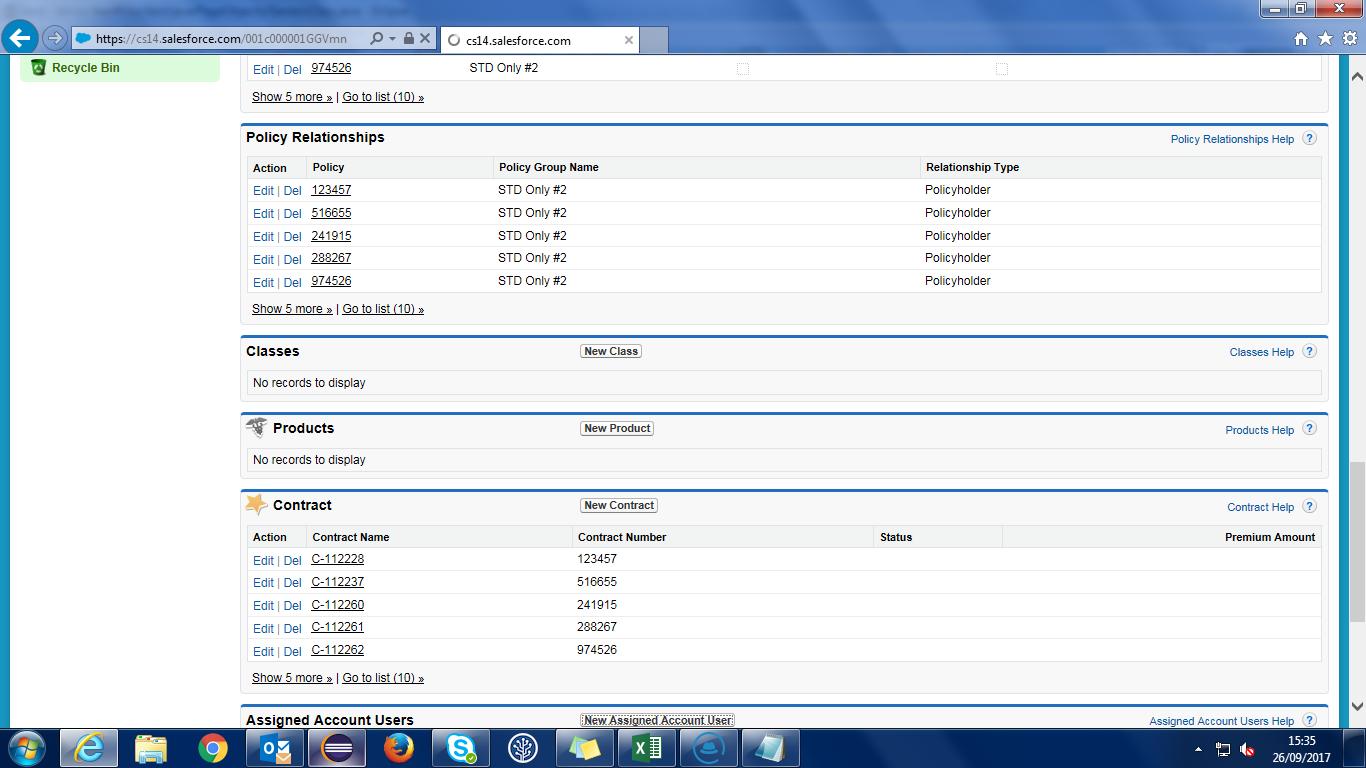 https://cs14.salesforce.com/001c000001GGVmn
cs14.salesforce.com
Recycle Bin
Edit | Del 974526 STD Only #2
Show 5 more » | Go to list (10) »
Policy Relationships
Policy Relationships Help ?
Action Policy Policy Group Name Relationship Type
Edit | Del 123457 STD Only #2 Policyholder
Edit | Del 516655 STD Only #2 Policyholder
Edit | Del 241915 STD Only #2 Policyholder
Edit | Del 288267 STD Only #2 Policyholder
Edit | Del 974526 STD Only #2 Policyholder
Show 5 more » | Go to list (10) »
Classes New Class Classes Help ?
No records to display
Products New Product Products Help ?
No records to display
Contract New Contract Contract Help ?
Action Contract Name Contract Number Status Premium Amount
Edit | Del C-112228 123457
Edit | Del C-112237 516655
Edit | Del C-112260 241915
Edit | Del C-112261 288267
Edit | Del C-112262 974526
Show 5 more » | Go to list (10) »
Assigned Account Users New Assigned Account User Assigned Account Users Help ?
15:35
26/09/2017